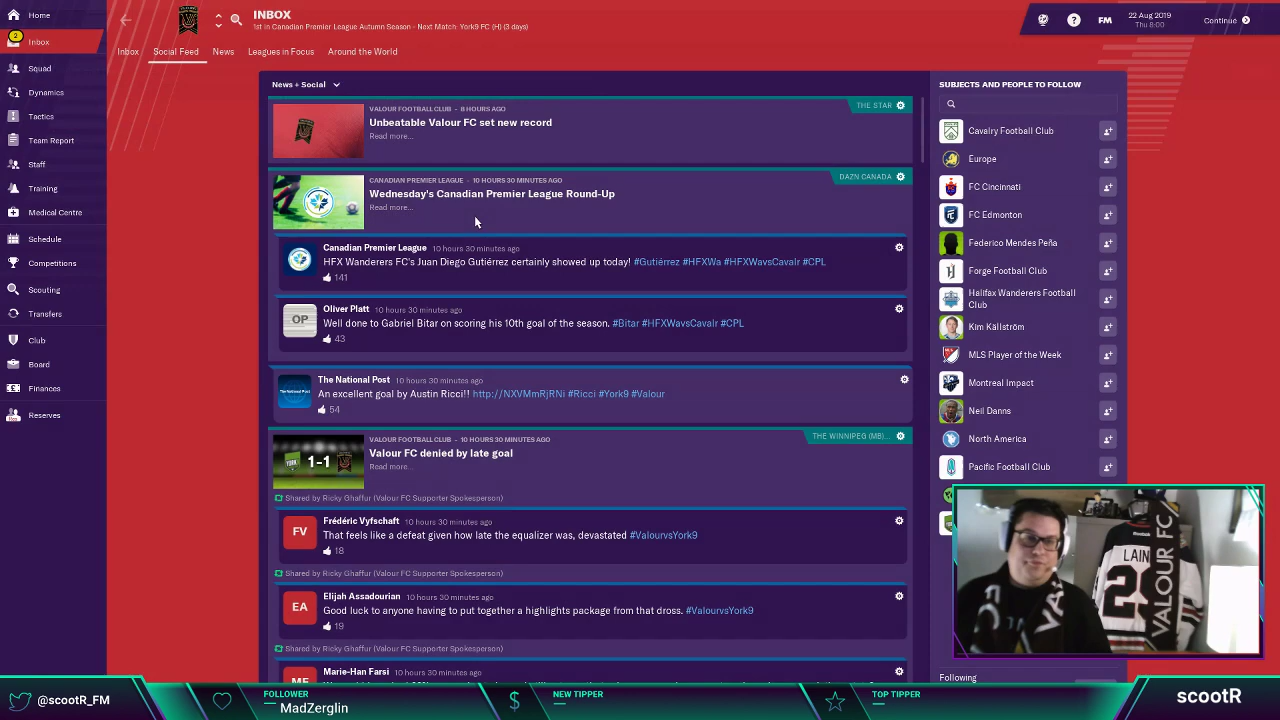 Home
2
Inbox
Squad
Dynamics
Tactics
Team Report
Staff
Training
Medical Centre
Schedule
Competitions
Scouting
Transfers
Club
Board
Finances
Reserves
INBOX
1st in Canadian Premier League Autumn Season - Next Match: York9 FC (H) (3 days)
FM
22 Aug 2019
Thu 8:00
Continue
Inbox
Social Feed
News
Leagues in Focus
Around the World
News + Social
VALOUR FOOTBALL CLUB - 8 HOURS AGO
THE STAR
Unbeatable Valour FC set new record
Read more...
CANADIAN PREMIER LEAGUE - 10 HOURS 30 MINUTES AGO
DAZN CANADA
Wednesday's Canadian Premier League Round-Up
Read more...
Canadian Premier League 10 hours 30 minutes ago
HFX Wanderers FC's Juan Diego Gutiérrez certainly showed up today! #Gutiérrez #HFXWa #HFXWavsCavalr #CPL
141
OP
Oliver Platt 10 hours 30 minutes ago
Well done to Gabriel Bitar on scoring his 10th goal of the season. #Bitar #HFXWavsCavalr #CPL
43
The National Post 10 hours 30 minutes ago
An excellent goal by Austin Ricci!! http://NXVMmRjRNi #Ricci #York9 #Valour
54
VALOUR FOOTBALL CLUB - 10 HOURS 30 MINUTES AGO
THE WINNIPEG (MB)...
1-1
Valour FC denied by late goal
Read more...
Shared by Ricky Ghaffur (Valour FC Supporter Spokesperson)
FV
Frédéric Vyfschaft 10 hours 30 minutes ago
That feels like a defeat given how late the equalizer was, devastated #ValourvsYork9
18
Shared by Ricky Ghaffur (Valour FC Supporter Spokesperson)
EA
Elijah Assadourian 10 hours 30 minutes ago
Good luck to anyone having to put together a highlights package from that dross. #ValourvsYork9
19
Shared by Ricky Ghaffur (Valour FC Supporter Spokesperson)
Marie-Han Farsi 10 hours 30 minutes ago
SUBJECTS AND PEOPLE TO FOLLOW
Cavalry Football Club
Europe
FC Cincinnati
FC Edmonton
Federico Mendes Peña
Forge Football Club
Halifax Wanderers Football
Club
Kim Källström
MLS Player of the Week
Montreal Impact
Neil Danns
North America
Pacific Football Club
Following
LAIN
2
VALOUR FC
VA
@scootR_FM
FOLLOWER
MadZerglin
NEW TIPPER
TOP TIPPER
scootR